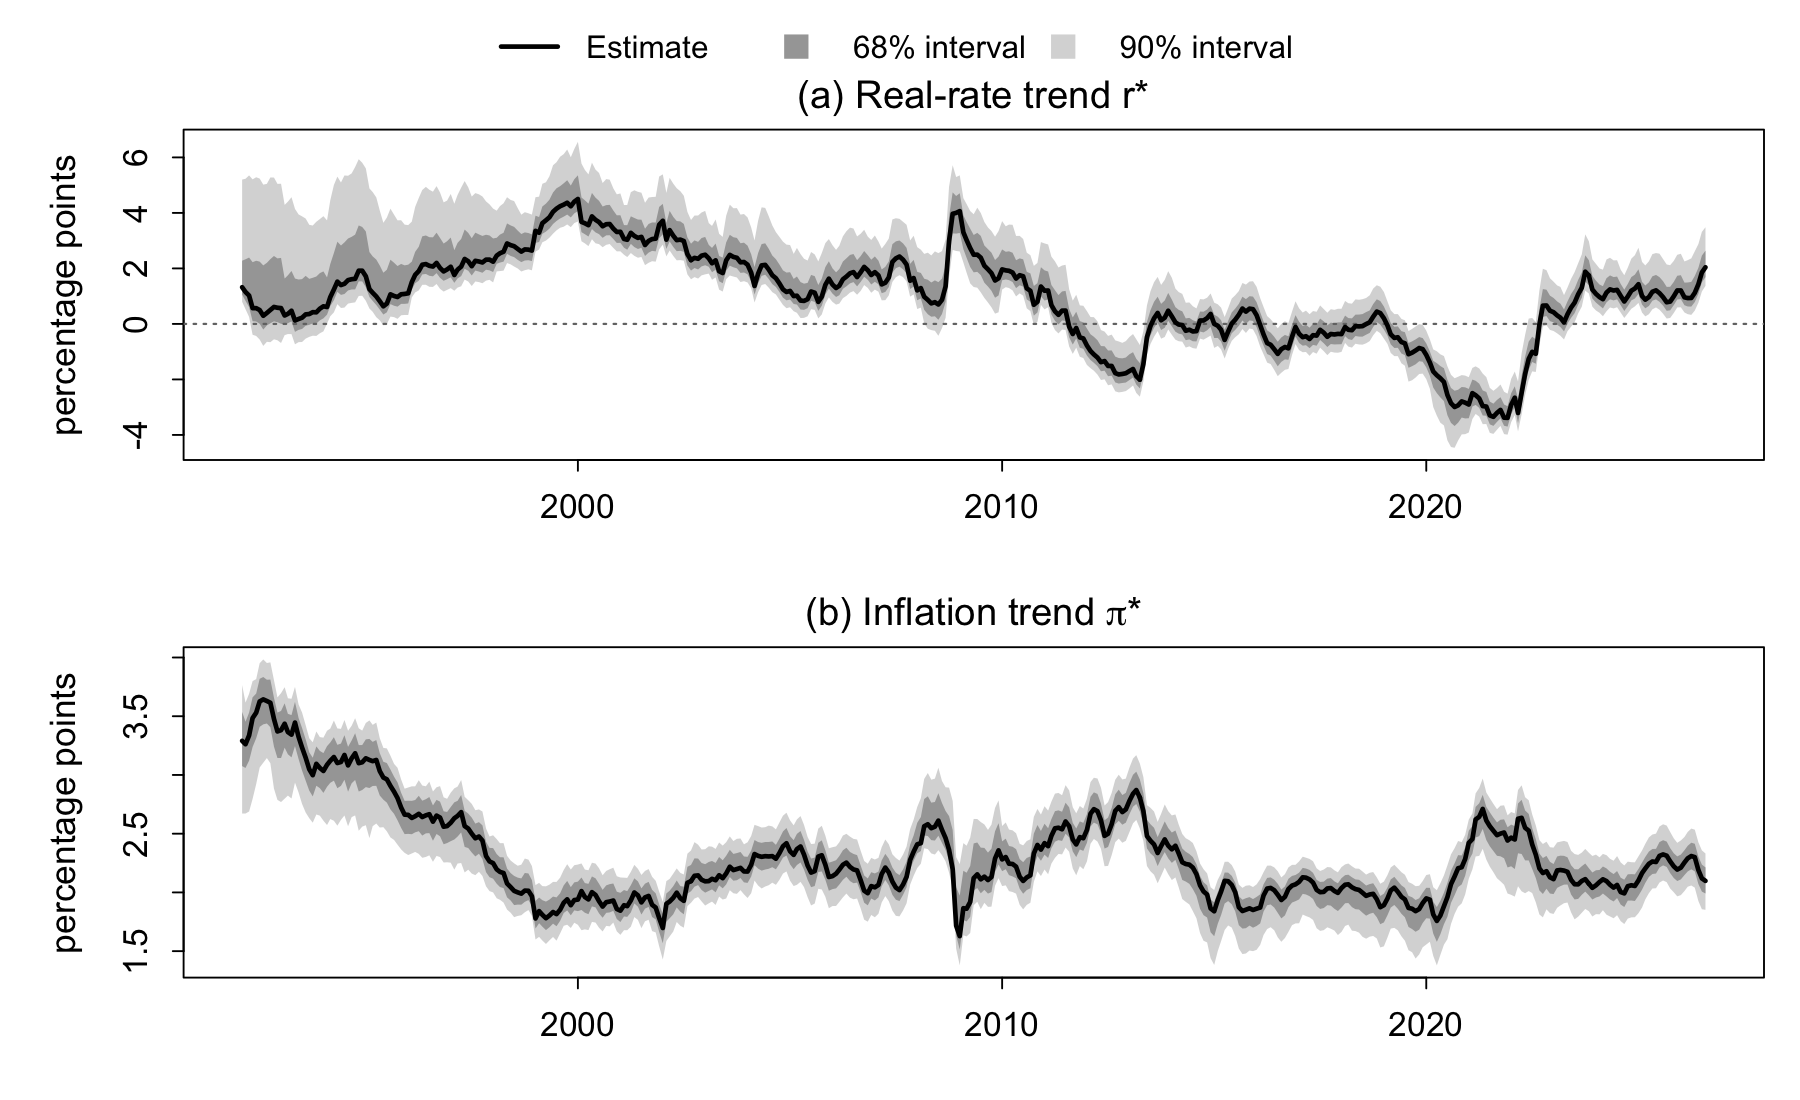 Estimate 68% interval 90% interval
(a) Real-rate trend r*
percentage points
6
4
2
0
-4
2000 2010 2020
(b) Inflation trend π*
percentage points
3.5
2.5
1.5
2000 2010 2020